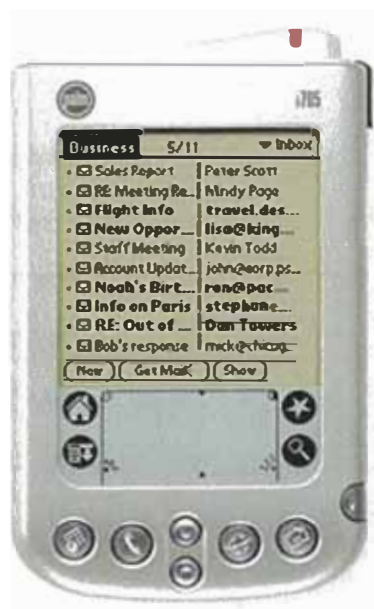 i705
Business 5/11 Inbox
Sales Report Peter Scott
RE: Meeting Re... Mindy Page
Flight Info travel.des...
New Oppor... lisa@king...
Staff Meeting Kevin Todd
Account Updat... john@corp.ps...
Noah's Birt... ron@pac...
Info on Paris stephane...
RE: Out of ... Dan Towers
Bob's response mick@chicag...
New Get Mail Show